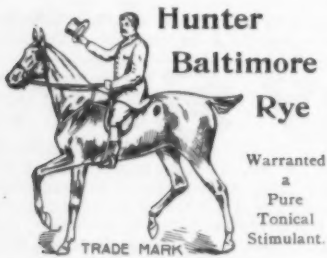 Hunter
Baltimore
Rye
Warranted
a
Pure
Tonical
Stimulant.
TRADE MARK